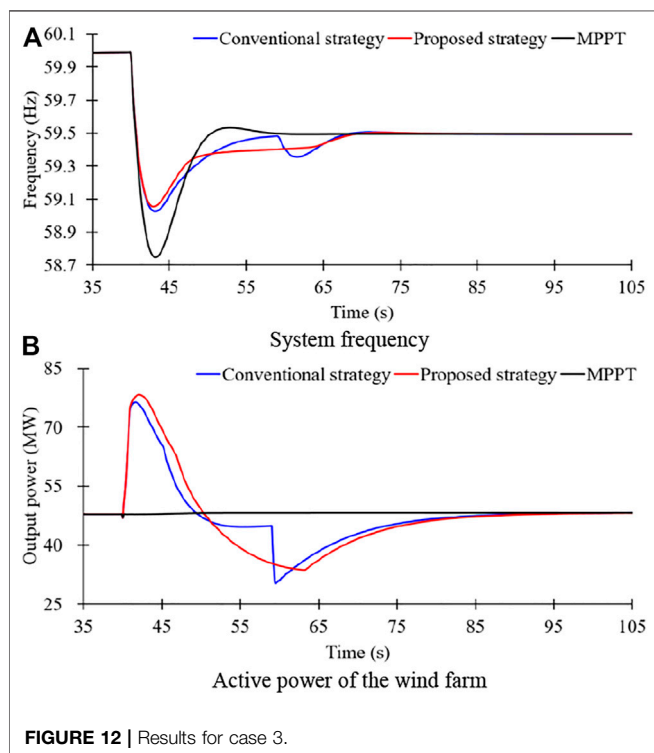 A
60.1
Conventional strategy Proposed strategy MPPT
59.9
59.7
59.5
59.3
59.1
58.9
58.7
Frequency (Hz)
35 45 55 65 75 85 95 105
Time (s)
System frequency
B
85
Conventional strategy Proposed strategy MPPT
70
55
40
25
Output power (MW)
35 45 55 65 75 85 95 105
Time (s)
Active power of the wind farm
FIGURE 12 | Results for case 3.